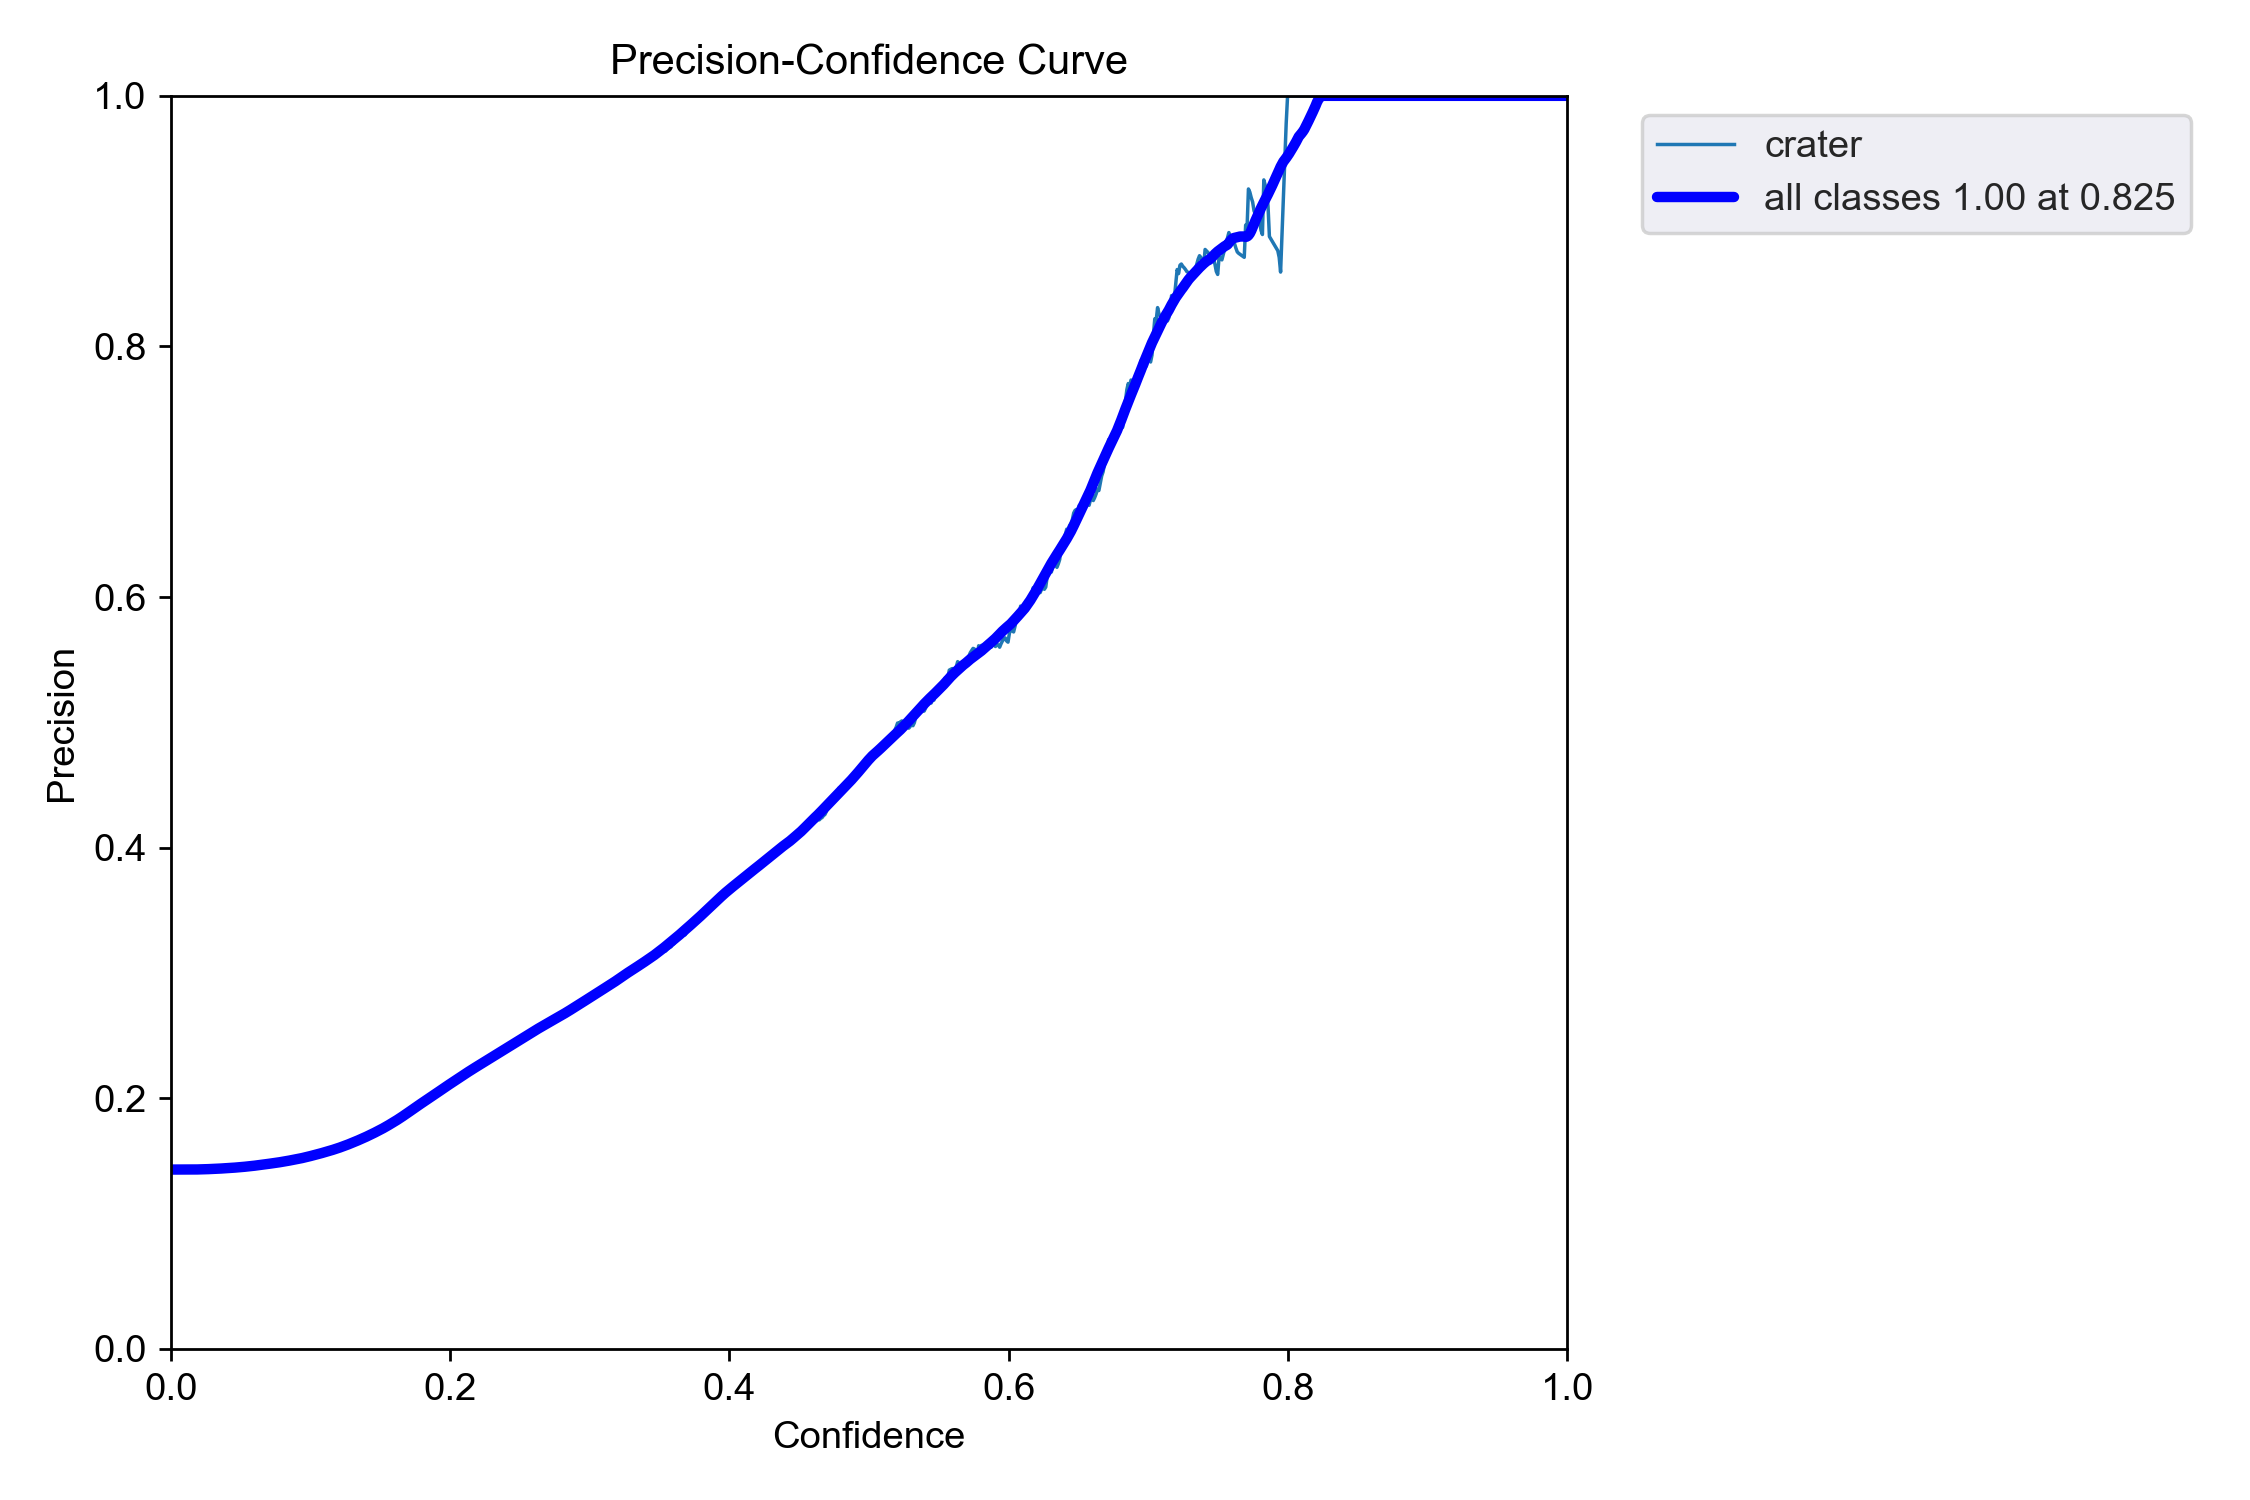 Precision-Confidence Curve
1.0
0.8
0.6
0.4
0.2
0.0
Precision
0.0 0.2 0.4 0.6 0.8 1.0
Confidence
crater
all classes 1.00 at 0.825